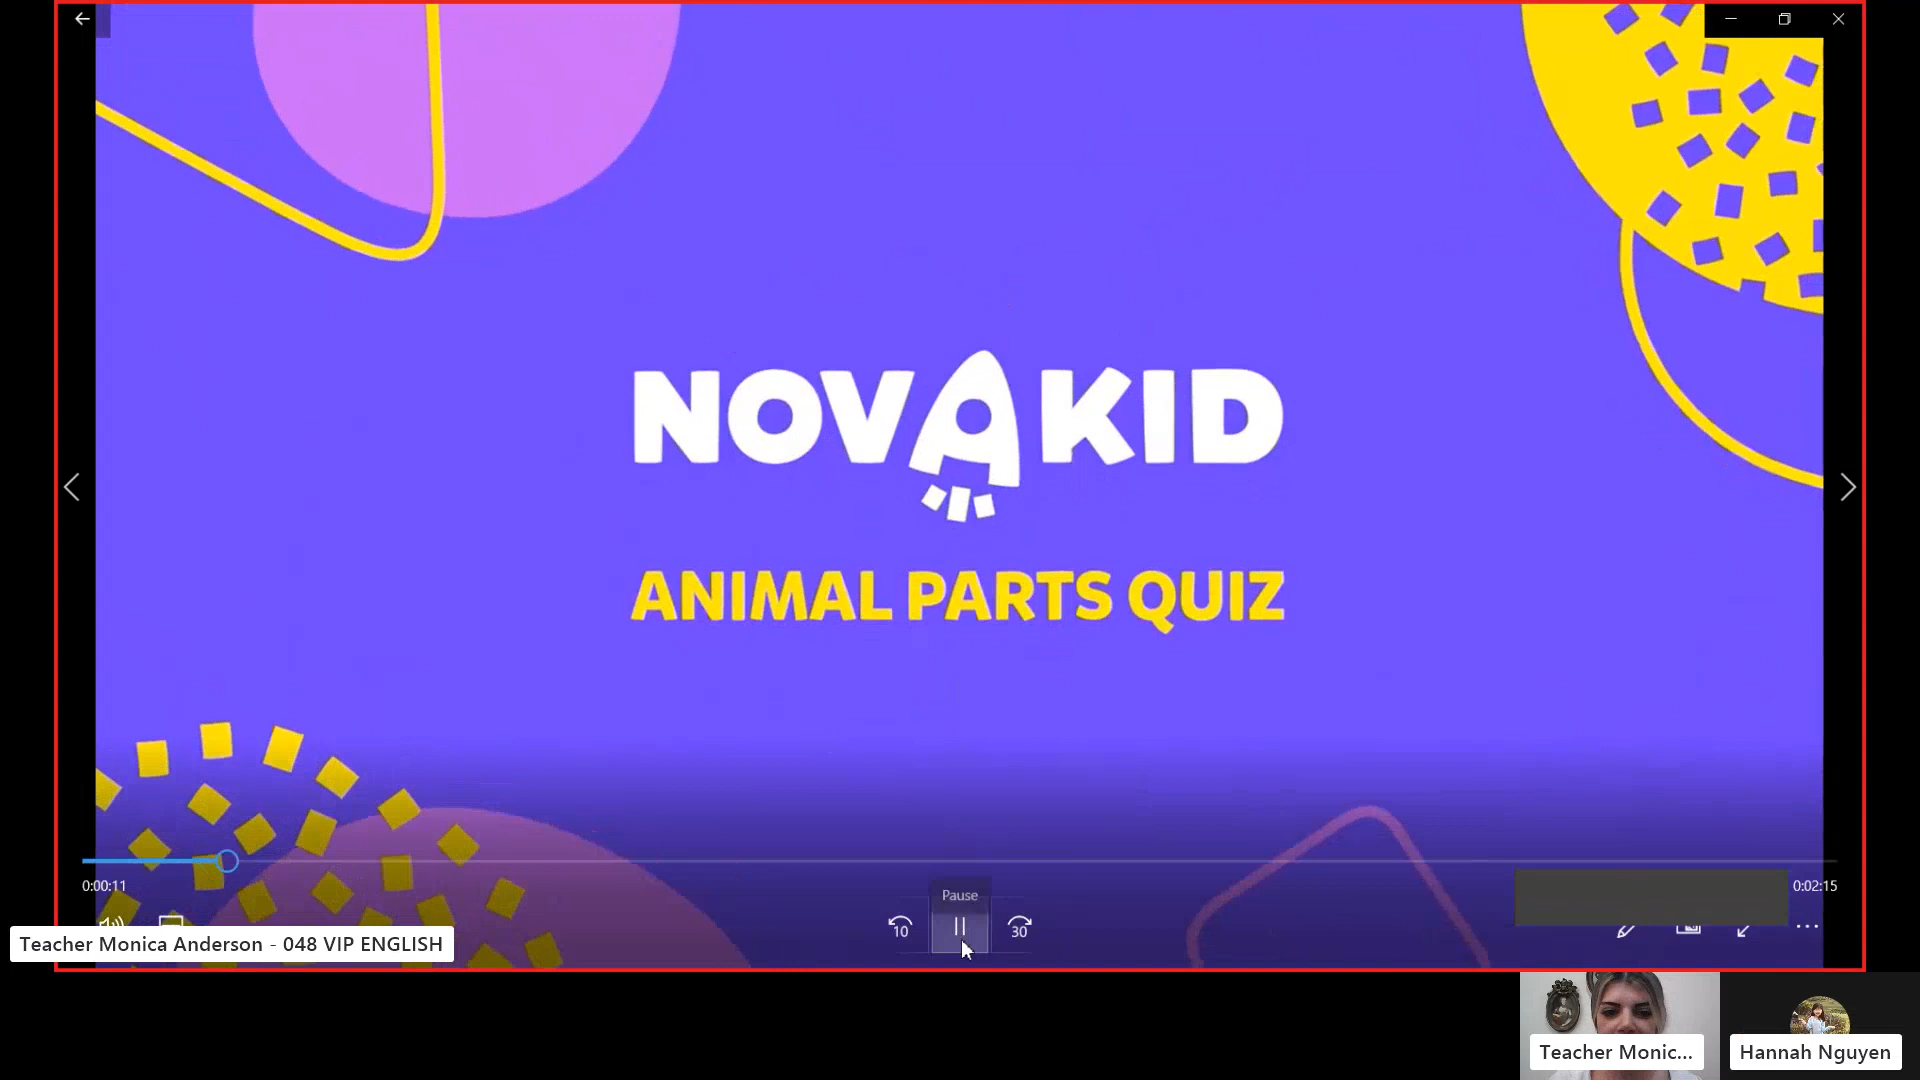 NOVAKID
ANIMAL PARTS QUIZ
0:00:11
Pause
0:02:15
10
30
Teacher Monica Anderson - 048 VIP ENGLISH
Teacher Monic...
Hannah Nguyen